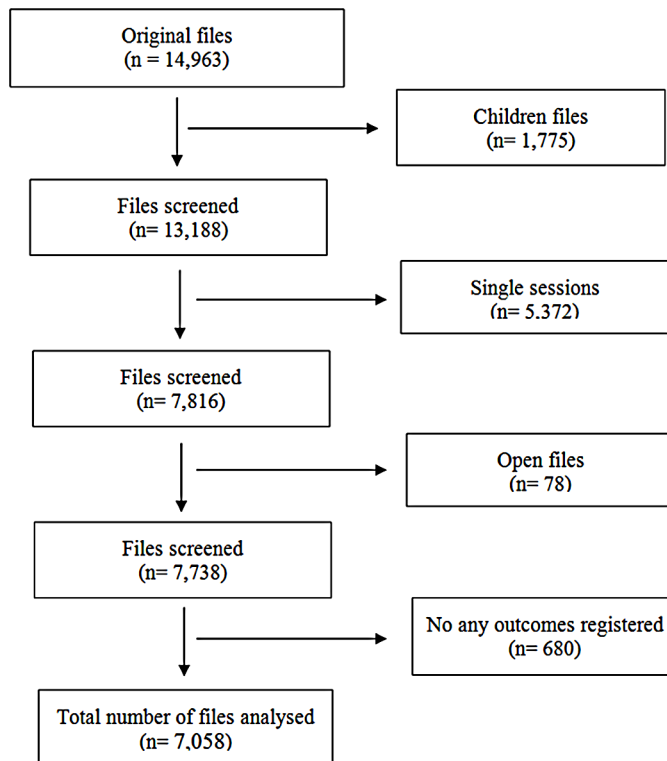 Original files
(n = 14,963)
Children files
(n= 1,775)
Files screened
(n= 13,188)
Single sessions
(n= 5.372)
Files screened
(n= 7,816)
Open files
(n= 78)
Files screened
(n= 7,738)
No any outcomes registered
(n= 680)
Total number of files analysed
(n= 7,058)